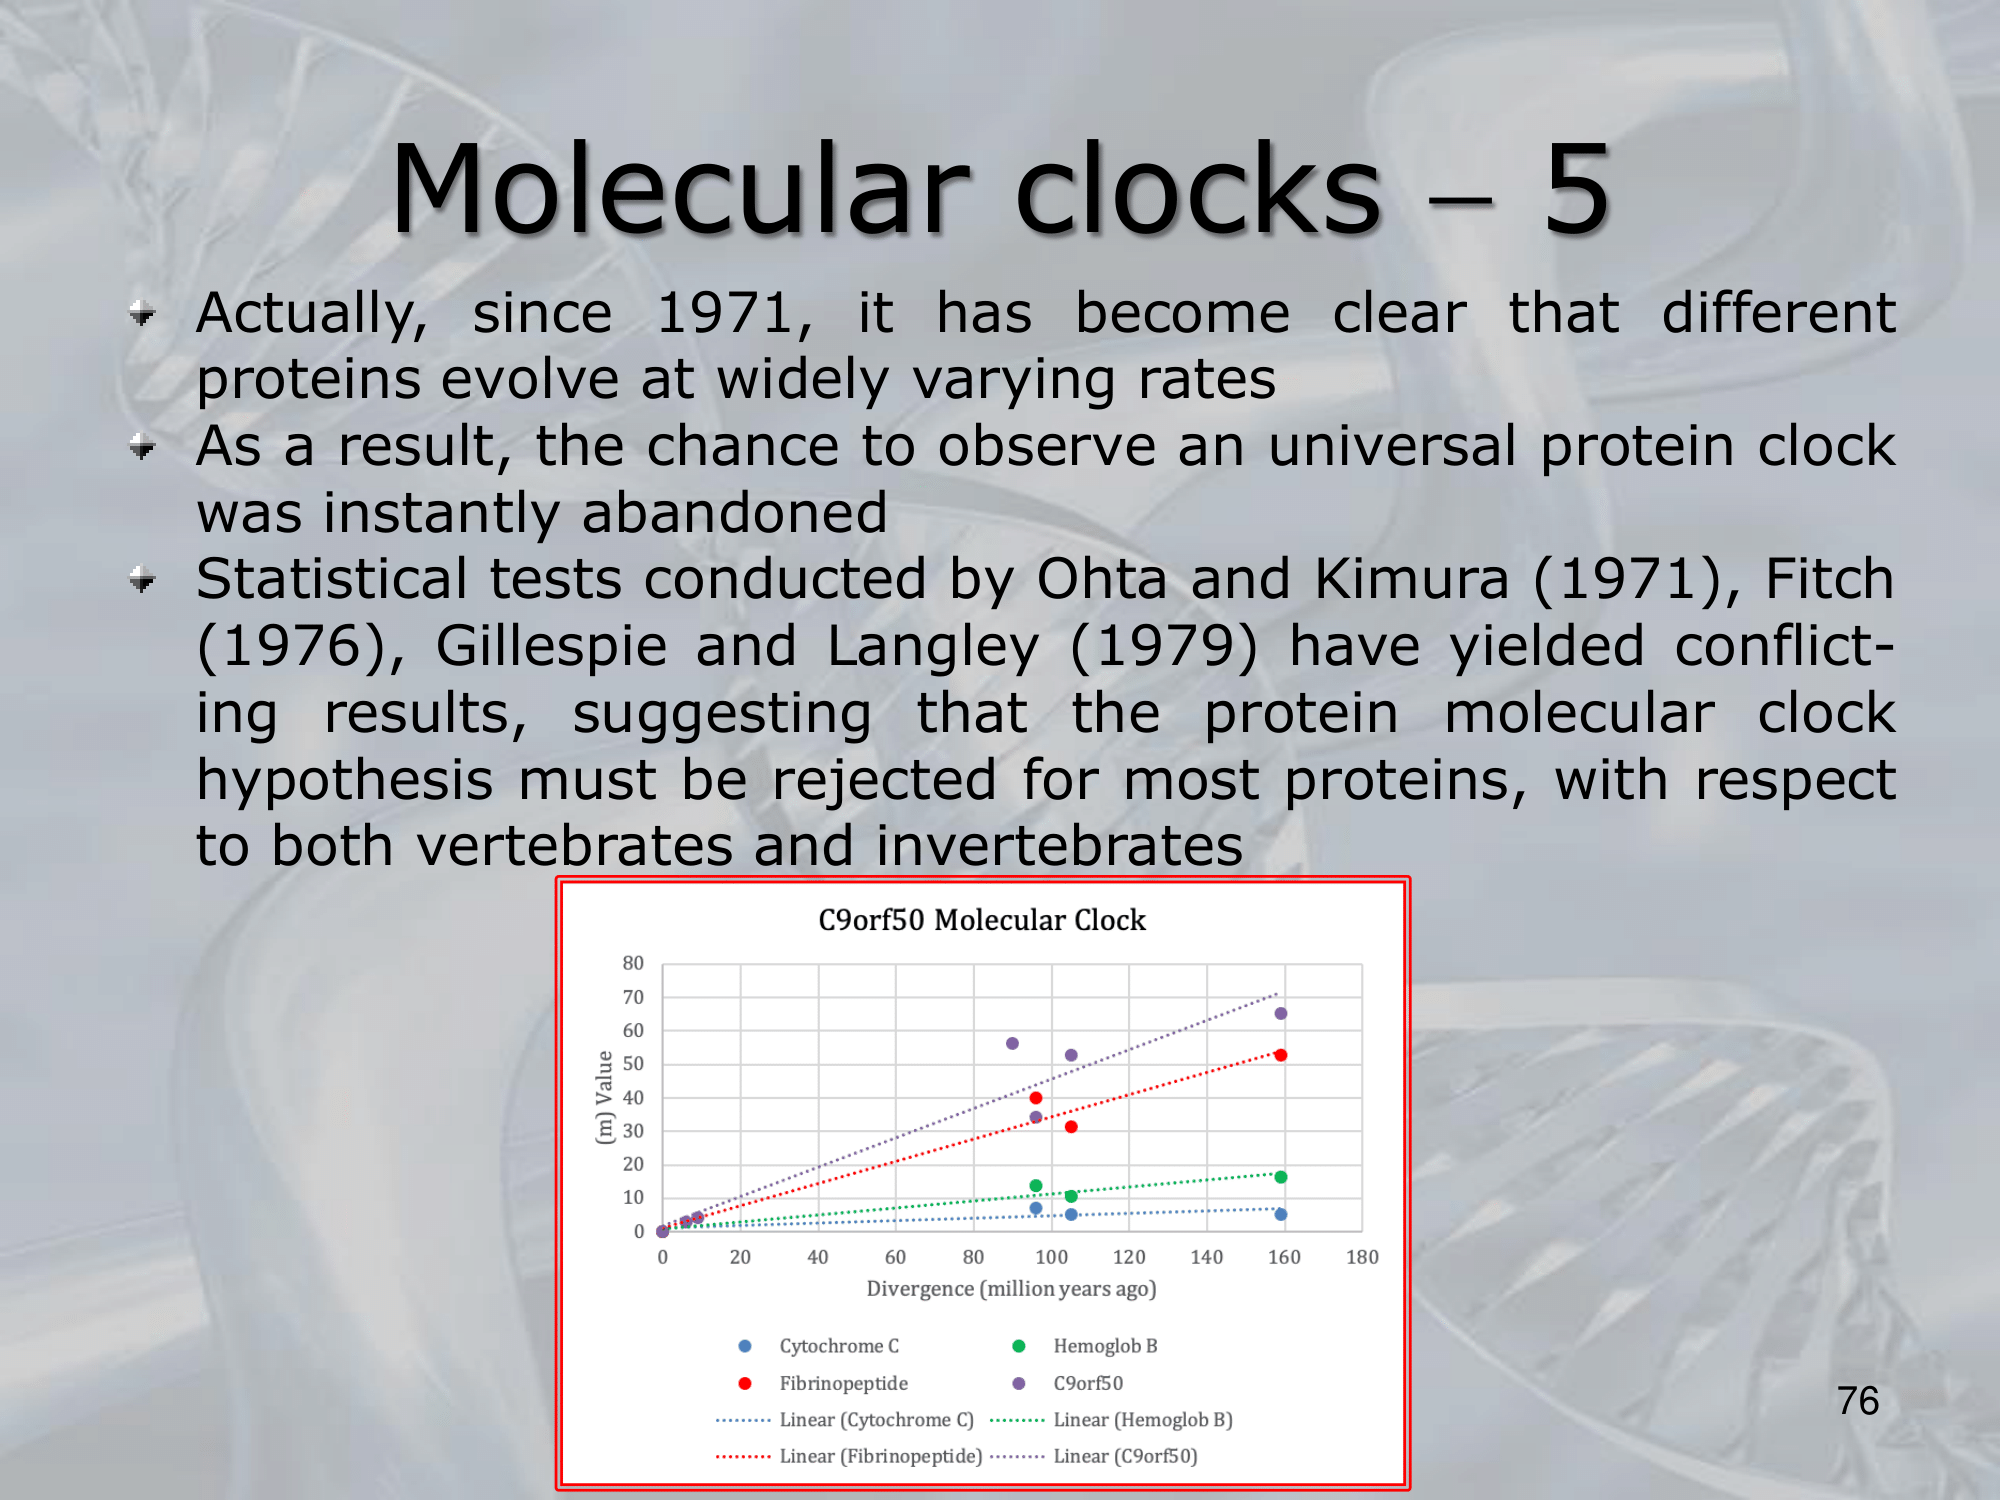 Molecular clocks – 5
Actually, since 1971, it has become clear that different
proteins evolve at widely varying rates
As a result, the chance to observe an universal protein clock
was instantly abandoned
Statistical tests conducted by Ohta and Kimura (1971), Fitch
(1976), Gillespie and Langley (1979) have yielded conflict-
ing results, suggesting that the protein molecular clock
hypothesis must be rejected for most proteins, with respect
to both vertebrates and invertebrates
C9orf50 Molecular Clock
(m) Value
80
70
60
50
40
30
20
10
0
0 20 40 60 80 100 120 140 160 180
Divergence (million years ago)
Cytochrome C Hemoglob B
Fibrinopeptide C9orf50
Linear (Cytochrome C) Linear (Hemoglob B)
Linear (Fibrinopeptide) Linear (C9orf50)
76